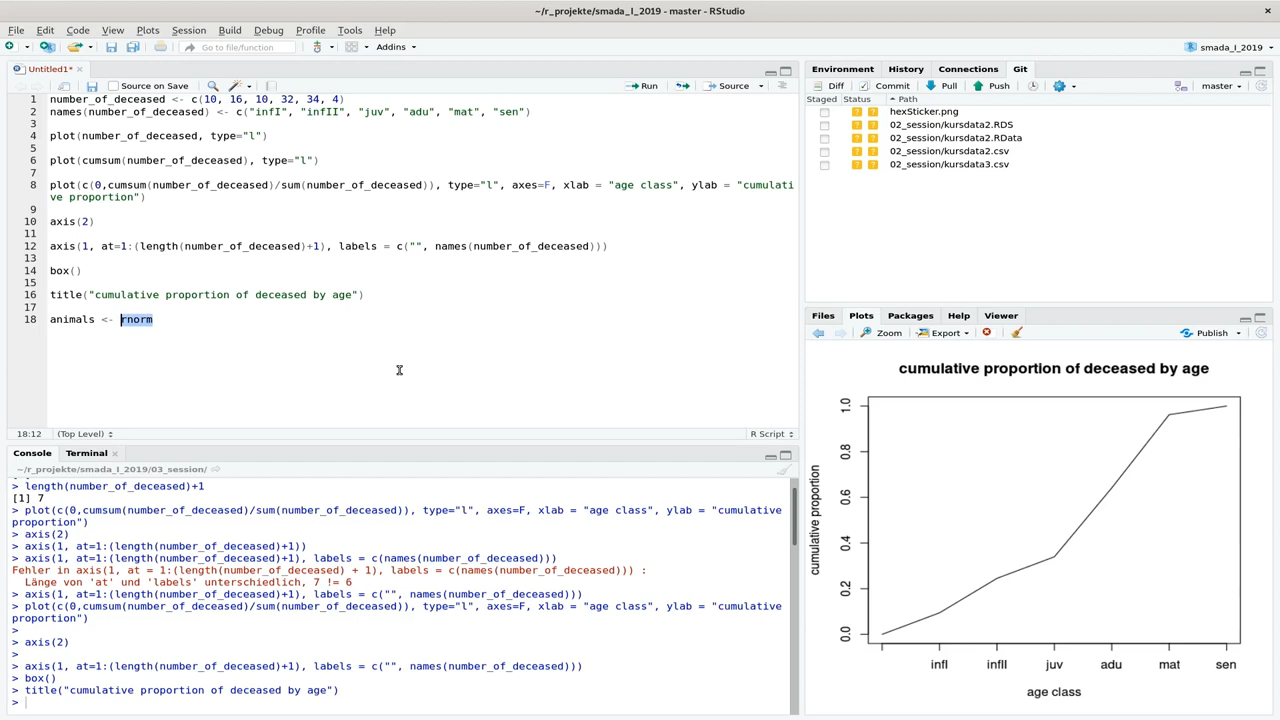 ~/r_projekte/smada_I_2019 - master - RStudio
File Edit Code View Plots Session Build Debug Profile Tools Help
Go to file/function Addins smada_I_2019
Untitled1*
Source on Save Run Source
1 number_of_deceased <- c(10, 16, 10, 32, 34, 4)
2 names(number_of_deceased) <- c("infI", "infII", "juv", "adu", "mat", "sen")
3
4 plot(number_of_deceased, type="l")
5
6 plot(cumsum(number_of_deceased), type="l")
7
8 plot(c(0,cumsum(number_of_deceased)/sum(number_of_deceased)), type="l", axes=F, xlab = "age class", ylab = "cumulati
ve proportion")
9
10 axis(2)
11
12 axis(1, at=1:(length(number_of_deceased)+1), labels = c("", names(number_of_deceased)))
13
14 box()
15
16 title("cumulative proportion of deceased by age")
17
18 animals <- rnorm
18:12 (Top Level) R Script
Console Terminal
~/r_projekte/smada_I_2019/03_session/
> length(number_of_deceased)+1
[1] 7
> plot(c(0,cumsum(number_of_deceased)/sum(number_of_deceased)), type="l", axes=F, xlab = "age class", ylab = "cumulative
proportion")
> axis(2)
> axis(1, at=1:(length(number_of_deceased)+1))
> axis(1, at=1:(length(number_of_deceased)+1), labels = c(names(number_of_deceased)))
Fehler in axis(1, at = 1:(length(number_of_deceased) + 1), labels = c(names(number_of_deceased))) :
Länge von 'at' und 'labels' unterschiedlich, 7 != 6
> axis(1, at=1:(length(number_of_deceased)+1), labels = c("", names(number_of_deceased)))
> plot(c(0,cumsum(number_of_deceased)/sum(number_of_deceased)), type="l", axes=F, xlab = "age class", ylab = "cumulative
proportion")
>
> axis(2)
>
> axis(1, at=1:(length(number_of_deceased)+1), labels = c("", names(number_of_deceased)))
> box()
> title("cumulative proportion of deceased by age")
>
Environment History Connections Git
Diff Commit Pull Push master
Staged Status Path
hexSticker.png
02_session/kursdata2.RDS
02_session/kursdata2.RData
02_session/kursdata2.csv
02_session/kursdata3.csv
Files Plots Packages Help Viewer
Zoom Export Publish
cumulative proportion of deceased by age
cumulative proportion
1.0
0.8
0.6
0.4
0.2
0.0
infI infII juv adu mat sen
age class